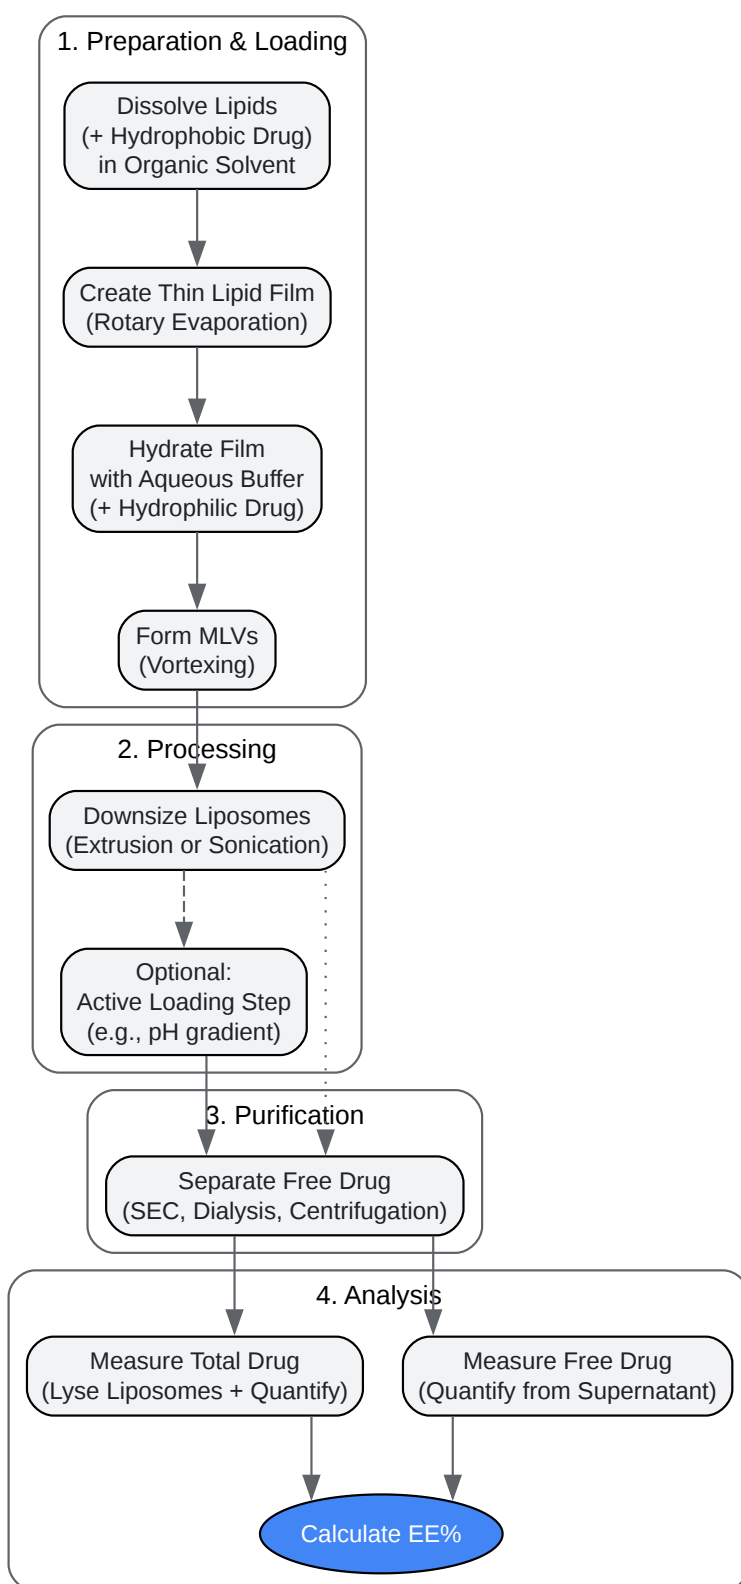 1. Preparation & Loading
Dissolve Lipids
(+ Hydrophobic Drug)
in Organic Solvent
Create Thin Lipid Film
(Rotary Evaporation)
Hydrate Film
with Aqueous Buffer
(+ Hydrophilic Drug)
Form MLVs
(Vortexing)
2. Processing
Downsize Liposomes
(Extrusion or Sonication)
Optional:
Active Loading Step
(e.g., pH gradient)
3. Purification
Separate Free Drug
(SEC, Dialysis, Centrifugation)
4. Analysis
Measure Total Drug
(Lyse Liposomes + Quantify)
Measure Free Drug
(Quantify from Supernatant)
Calculate EE%